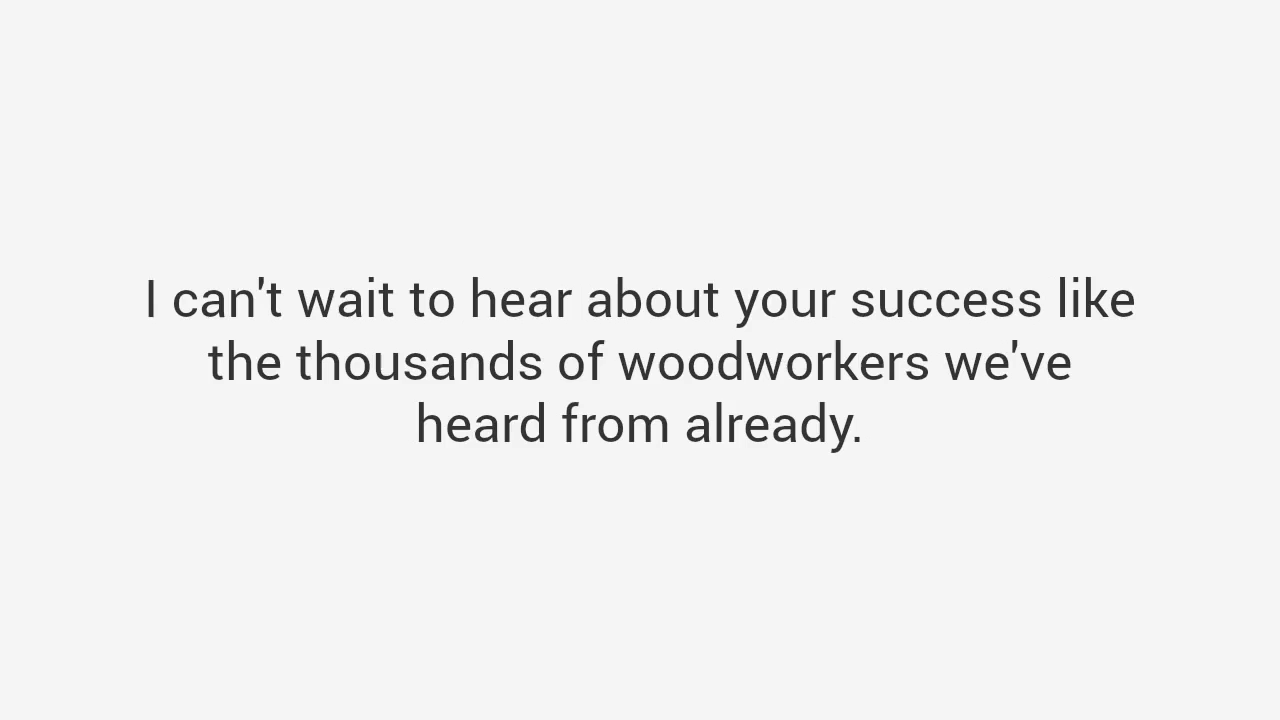 I can't wait to hear about your success like
the thousands of woodworkers we've
heard from already.